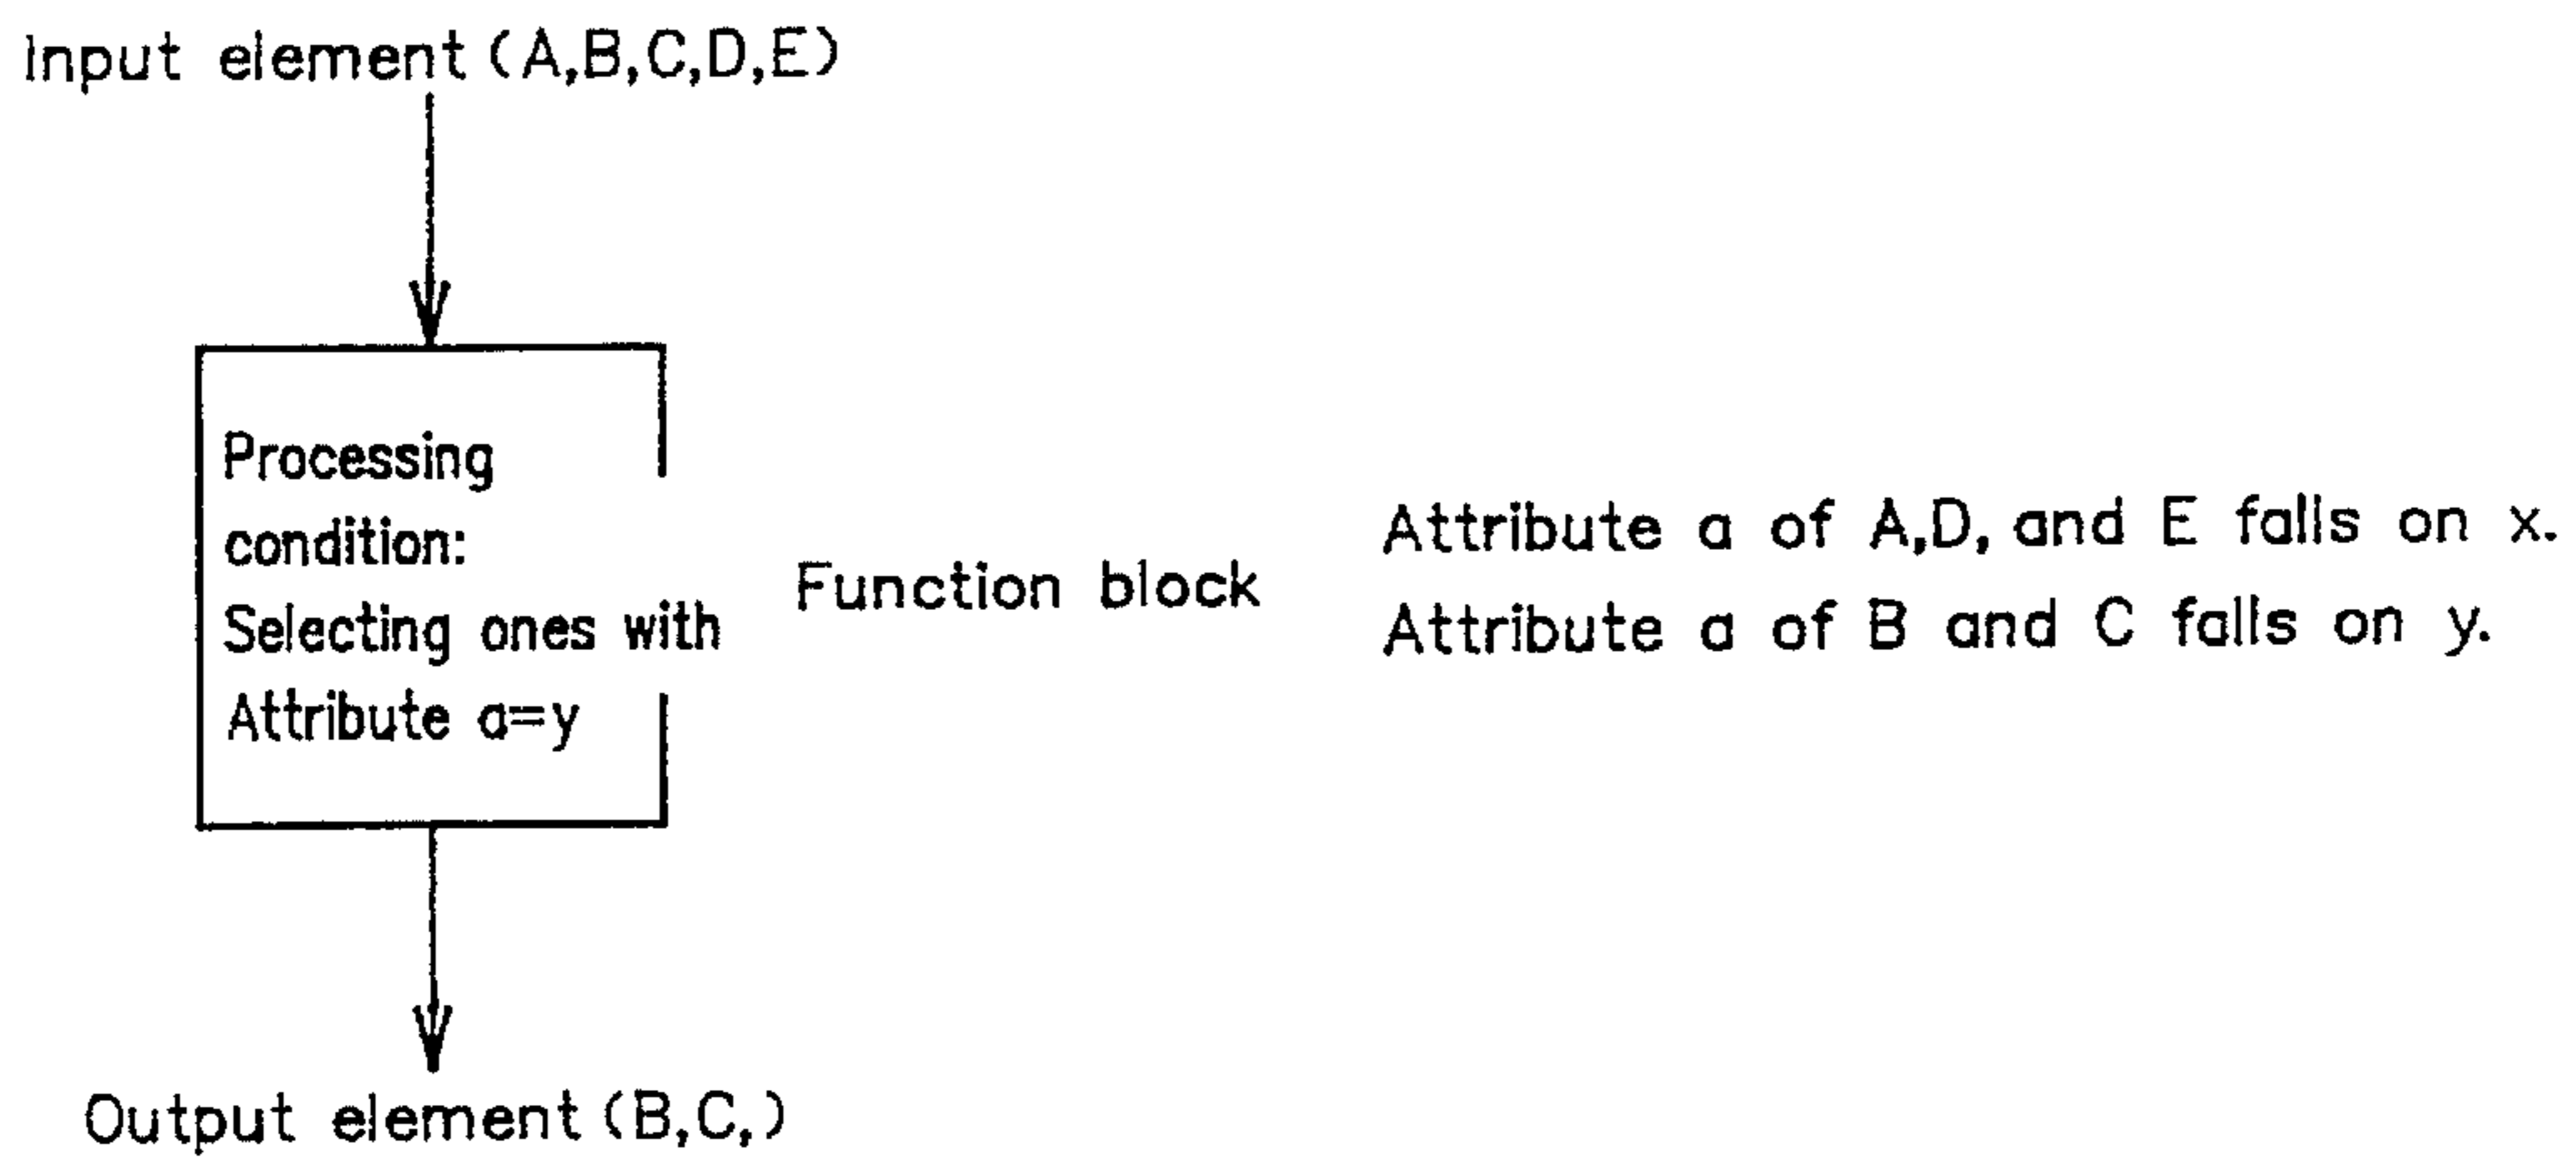 Input element (A,B,C,D,E)
Processing
condition:
Selecting ones with
Attribute a=y
Function block
Attribute a of A,D, and E falls on x.
Attribute a of B and C falls on y.
Output element (B,C,)